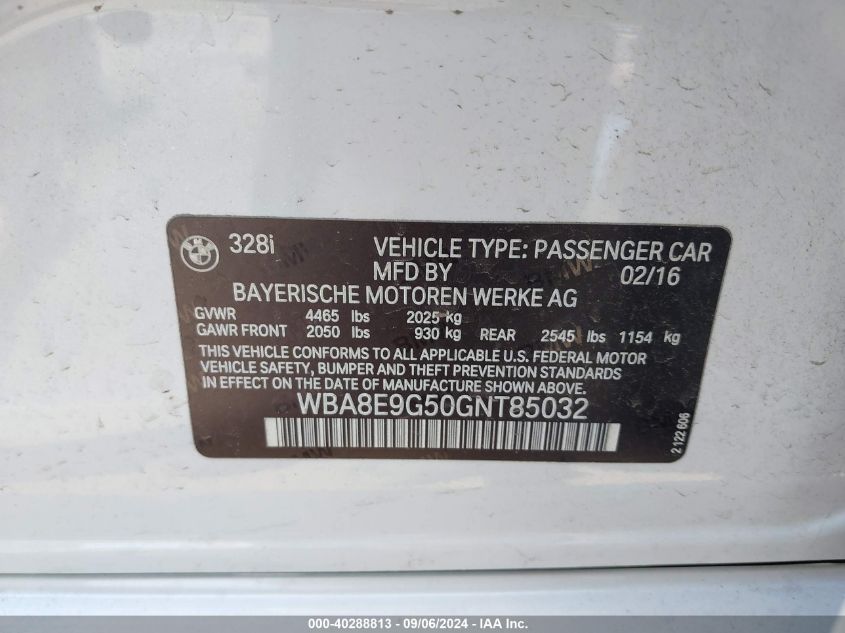 BMW 328i VEHICLE TYPE: PASSENGER CAR
MFD BY 02/16
BAYERISCHE MOTOREN WERKE AG
GVWR 4465 lbs 2025 kg
GAWR FRONT 2050 lbs 930 kg REAR 2545 lbs 1154 kg
THIS VEHICLE CONFORMS TO ALL APPLICABLE U.S. FEDERAL MOTOR
VEHICLE SAFETY, BUMPER AND THEFT PREVENTION STANDARDS
IN EFFECT ON THE DATE OF MANUFACTURE SHOWN ABOVE.
WBA8E9G50GNT85032
2 122 606
000-40288813 - 09/06/2024 - IAA Inc.